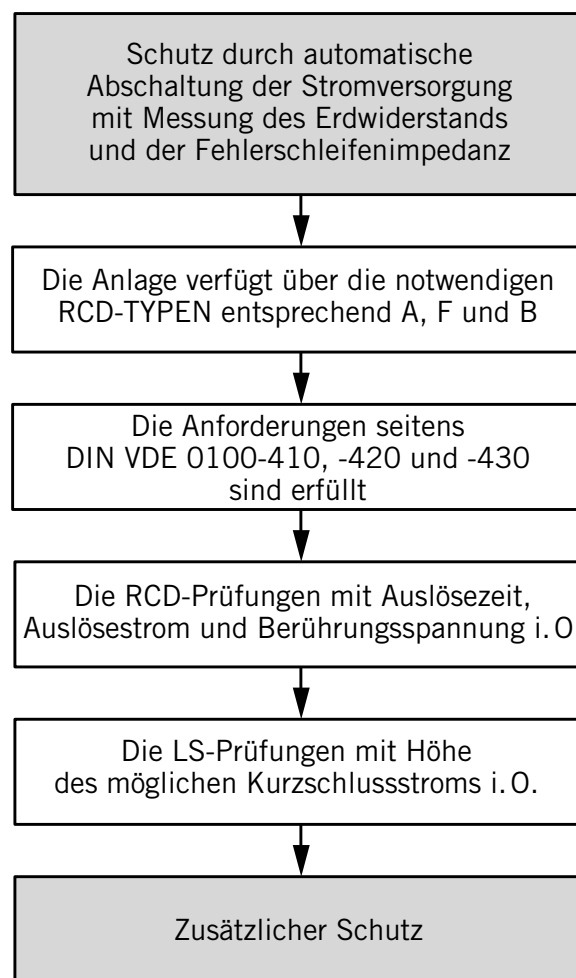 Schutz durch automatische
Abschaltung der Stromversorgung
mit Messung des Erdwiderstands
und der Fehlerschleifenimpedanz
Die Anlage verfügt über die notwendigen
RCD-TYPEN entsprechend A, F und B
Die Anforderungen seitens
DIN VDE 0100-410, -420 und -430
sind erfüllt
Die RCD-Prüfungen mit Auslösezeit,
Auslösestrom und Berührungsspannung i. O
Die LS-Prüfungen mit Höhe
des möglichen Kurzschlussstroms i. O.
Zusätzlicher Schutz